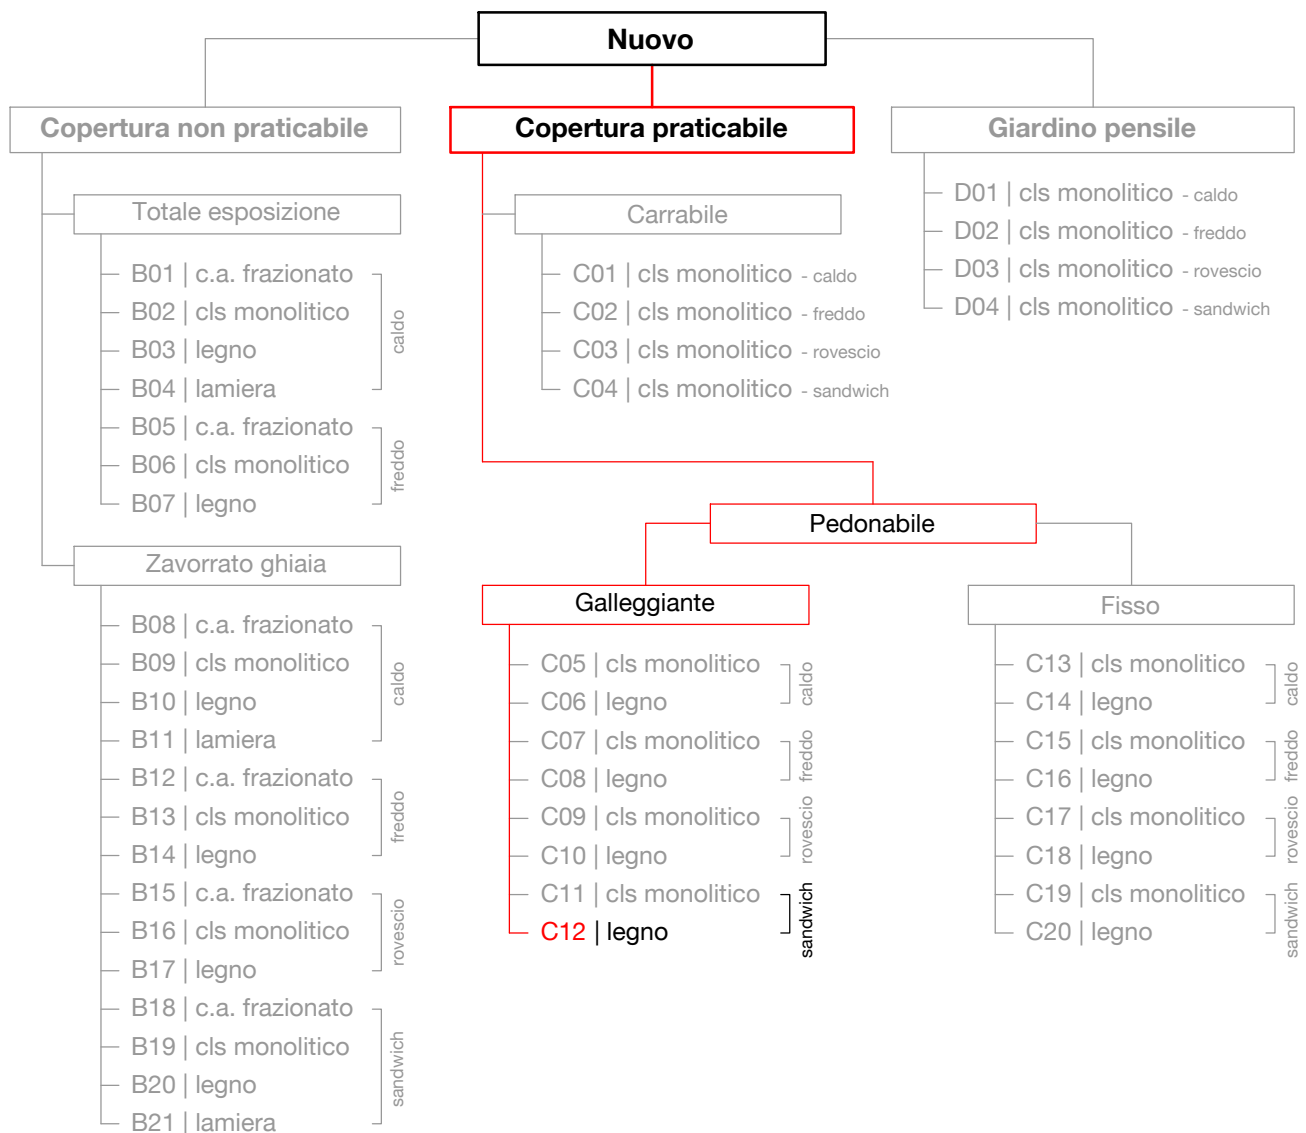 Nuovo
Copertura non praticabile
Totale esposizione
B01 | c.a. frazionato
B02 | cls monolitico
B03 | legno
B04 | lamiera
caldo
B05 | c.a. frazionato
B06 | cls monolitico
B07 | legno
freddo
Zavorrato ghiaia
B08 | c.a. frazionato
B09 | cls monolitico
B10 | legno
B11 | lamiera
caldo
B12 | c.a. frazionato
B13 | cls monolitico
B14 | legno
freddo
B15 | c.a. frazionato
B16 | cls monolitico
B17 | legno
rovescio
B18 | c.a. frazionato
B19 | cls monolitico
B20 | legno
B21 | lamiera
sandwich
Copertura praticabile
Carrabile
C01 | cls monolitico - caldo
C02 | cls monolitico - freddo
C03 | cls monolitico - rovescio
C04 | cls monolitico - sandwich
Pedonabile
Galleggiante
C05 | cls monolitico
C06 | legno
caldo
C07 | cls monolitico
C08 | legno
freddo
C09 | cls monolitico
C10 | legno
rovescio
C11 | cls monolitico
C12 | legno
sandwich
Fisso
C13 | cls monolitico
C14 | legno
caldo
C15 | cls monolitico
C16 | legno
freddo
C17 | cls monolitico
C18 | legno
rovescio
C19 | cls monolitico
C20 | legno
sandwich
Giardino pensile
D01 | cls monolitico - caldo
D02 | cls monolitico - freddo
D03 | cls monolitico - rovescio
D04 | cls monolitico - sandwich